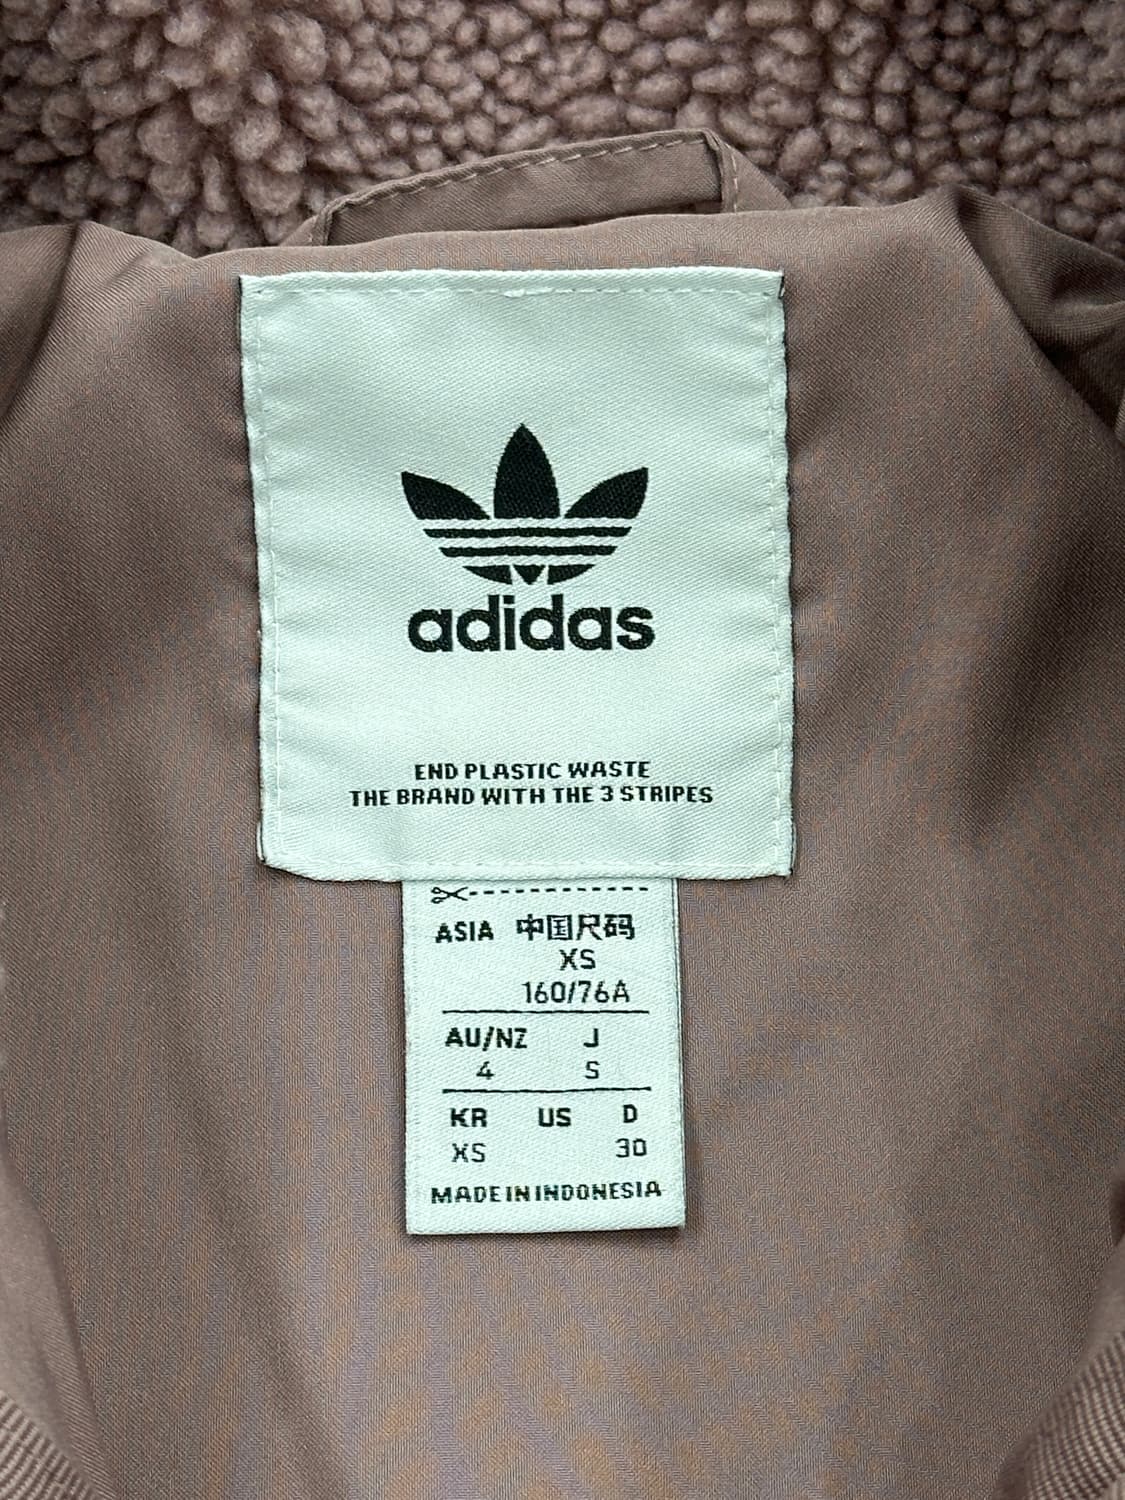 adidas
END PLASTIC WASTE
THE BRAND WITH THE 3 STRIPES
ASIA 中国尺码
XS
160/76A
AU/NZ J
4 S
KR US D
XS 30
MADE IN INDONESIA